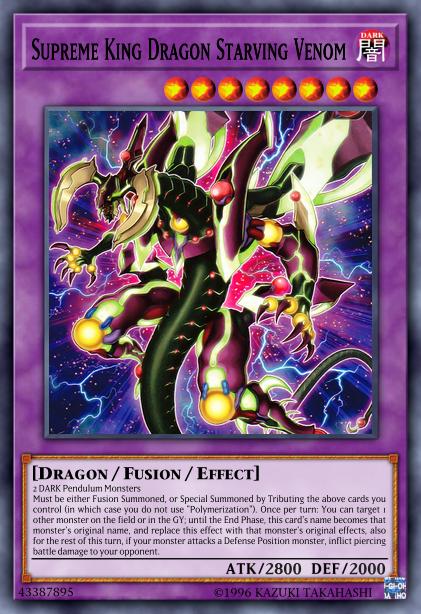 Supreme King Dragon Starving Venom
DARK
闇
[Dragon / Fusion / Effect]
2 DARK Pendulum Monsters
Must be either Fusion Summoned, or Special Summoned by Tributing the above cards you
control (in which case you do not use "Polymerization"). Once per turn: You can target 1
other monster on the field or in the GY; until the End Phase, this card's name becomes that
monster's original name, and replace this effect with that monster's original effects, also
for the rest of this turn, if your monster attacks a Defense Position monster, inflict piercing
battle damage to your opponent.
ATK/2800 DEF/2000
43387895
©1996 KAZUKI TAKAHASHI